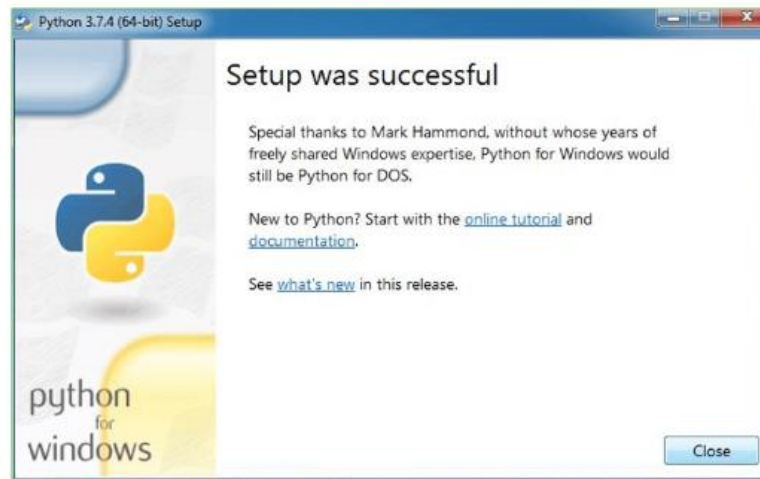 Python 3.7.4 (64-bit) Setup
Setup was successful
Special thanks to Mark Hammond, without whose years of
freely shared Windows expertise, Python for Windows would
still be Python for DOS.
New to Python? Start with the online tutorial and
documentation.
See what's new in this release.
python
for
windows
Close